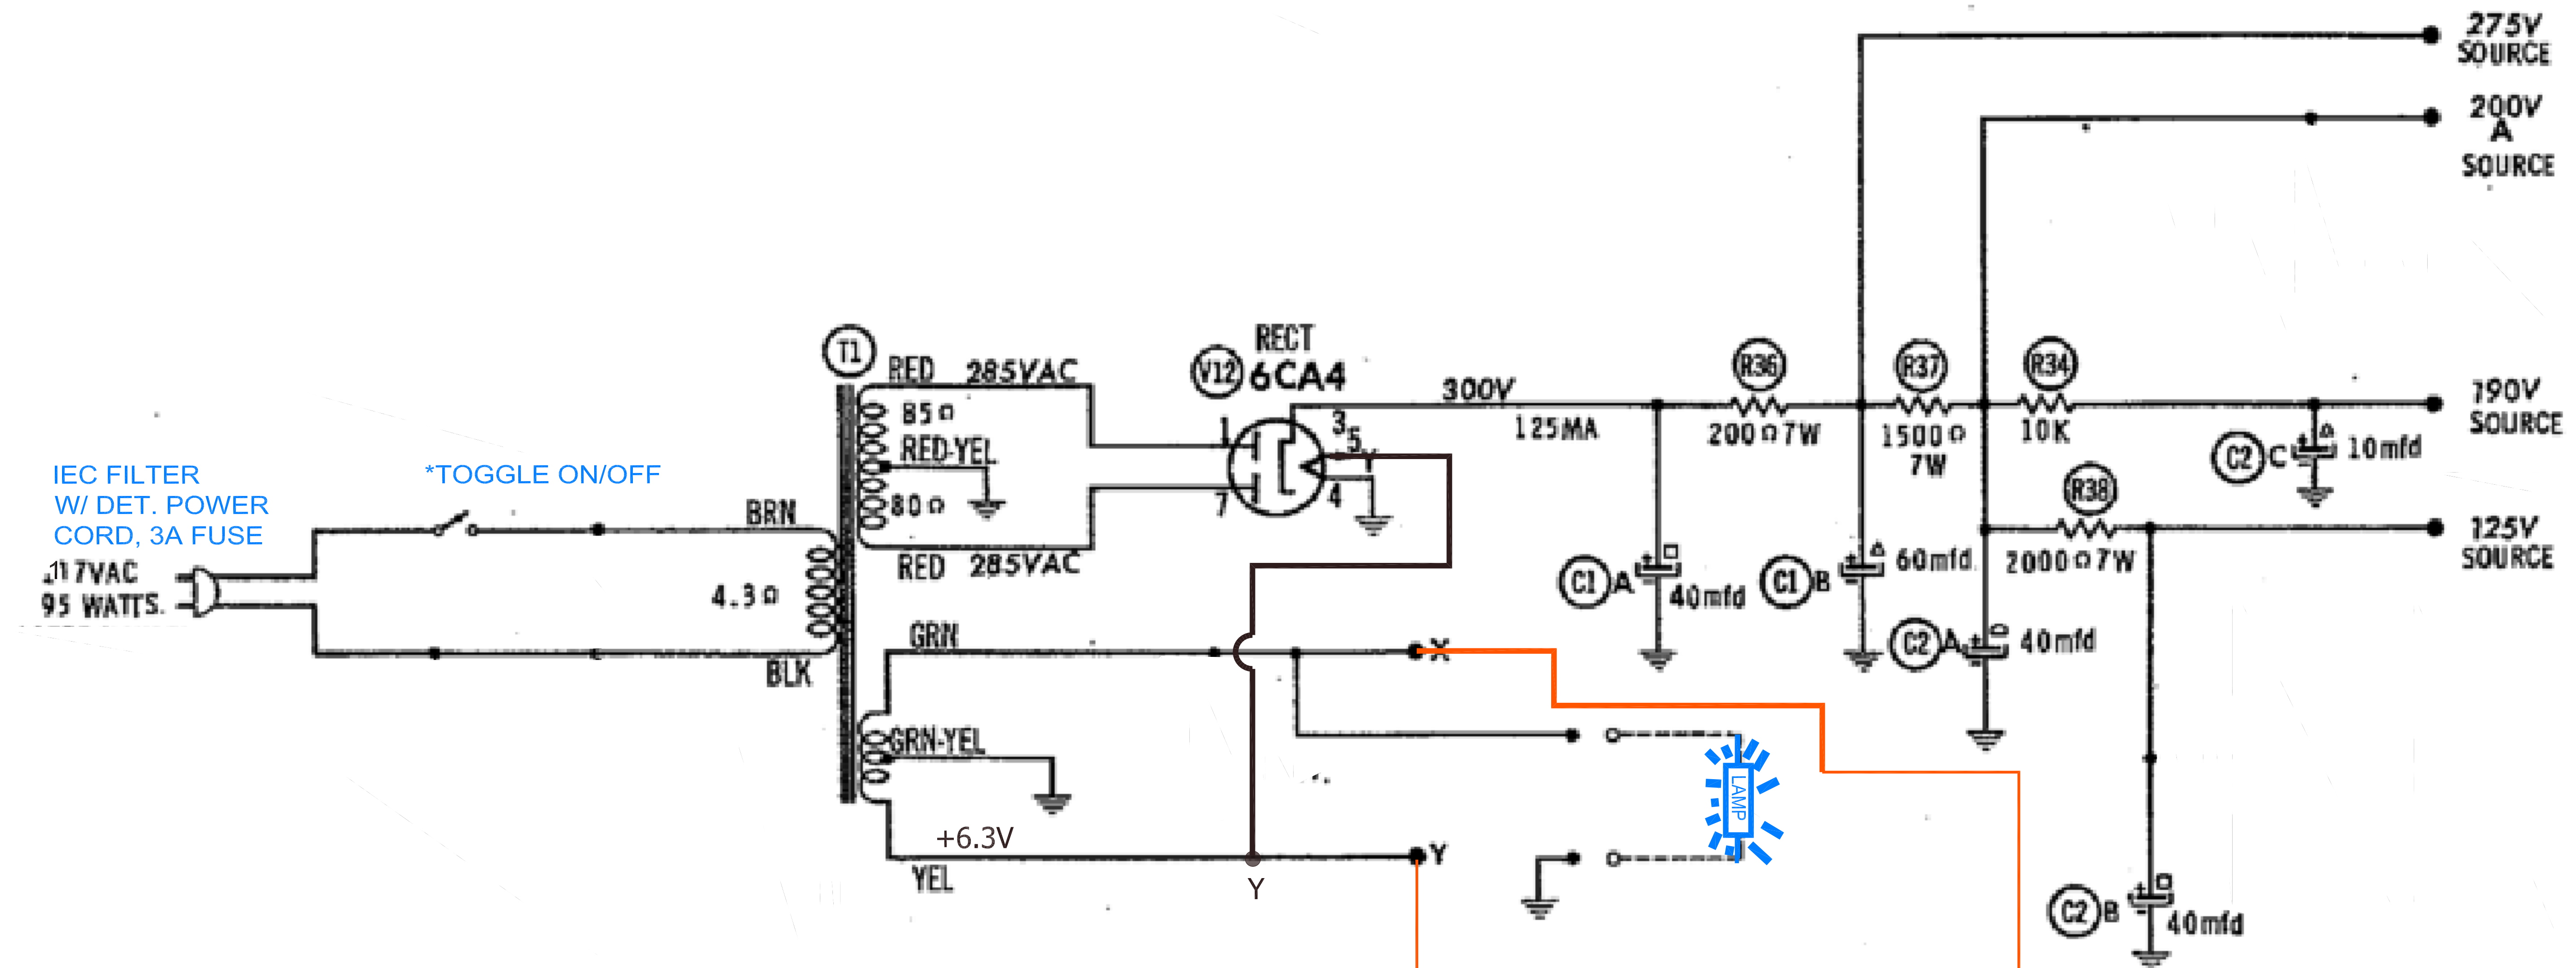 275V
SOURCE
200V
A
SOURCE
T1
RED
285VAC
85Ω
RED-YEL
80Ω
RED
285VAC
RECT
V12
6CA4
1
7
3
5
Y
4
300V
125MA
R36
200Ω 7W
R37
1500Ω
7W
R34
10K
190V
SOURCE
C2
C
10mfd
R38
2000Ω 7W
125V
SOURCE
IEC FILTER
W/ DET. POWER
CORD, 3A FUSE
*TOGGLE ON/OFF
117VAC
95 WATTS.
BRN
4.3Ω
BLK
C1
A
40mfd
C1
B
60mfd
C2
A
40mfd
GRN
X
GRN-YEL
LAMP
+6.3V
YEL
Y
Y
C2
B
40mfd